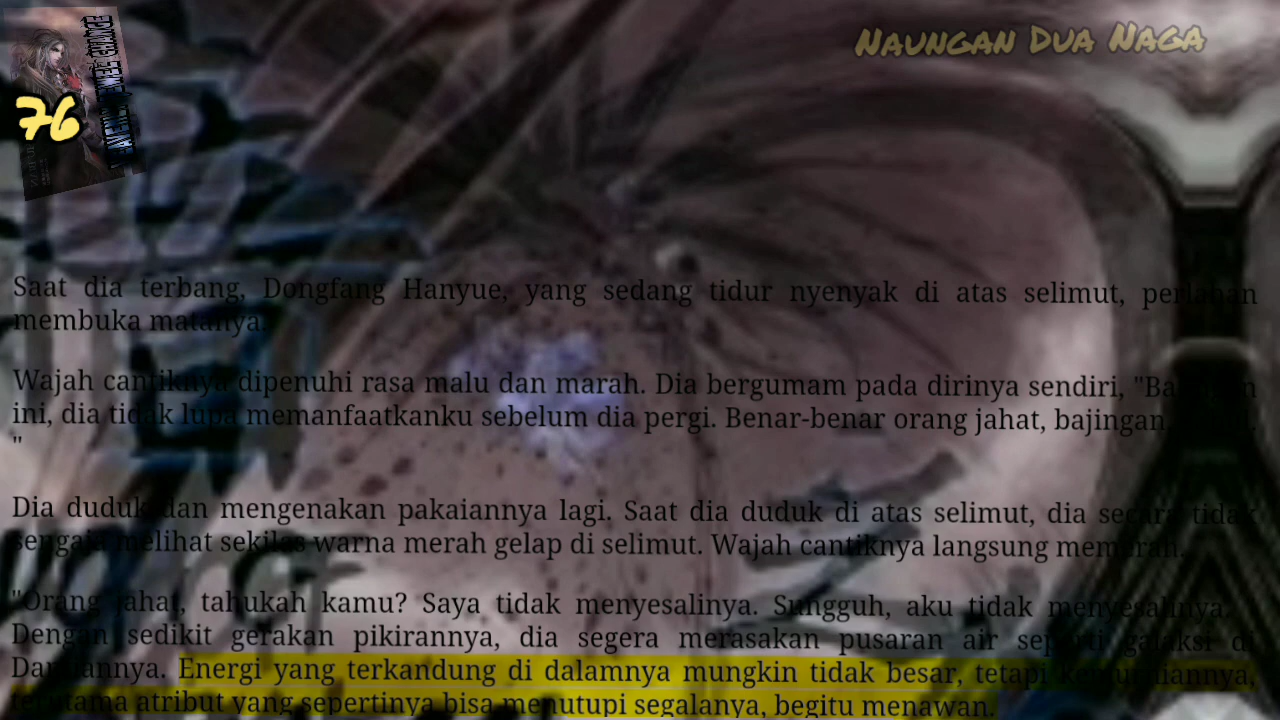 Naungan Dua Naga
76
Saat dia terbang, Dongfang Hanyue, yang sedang tidur nyenyak di atas selimut, perlahan
membuka matanya.
Wajah cantiknya dipenuhi rasa malu dan marah. Dia bergumam pada dirinya sendiri, "Bajingan
ini, dia tidak lupa memanfaatkanku sebelum dia pergi. Benar-benar orang jahat, bajingan,
"
Dia duduk dan mengenakan pakaiannya lagi. Saat dia duduk di atas selimut, dia secara tidak
sengaja melihat sekilas warna merah gelap di selimut. Wajah cantiknya langsung memerah.
"Orang jahat, tahukah kamu? Saya tidak menyesalinya. Sungguh, aku tidak menyesalinya.
Dengan sedikit gerakan pikirannya, dia segera merasakan pusaran air seperti galaksi di
Dantiannya. Energi yang terkandung di dalamnya mungkin tidak besar, tetapi kemurniannya,
terutama atribut yang sepertinya bisa menutupi segalanya, begitu menawan.